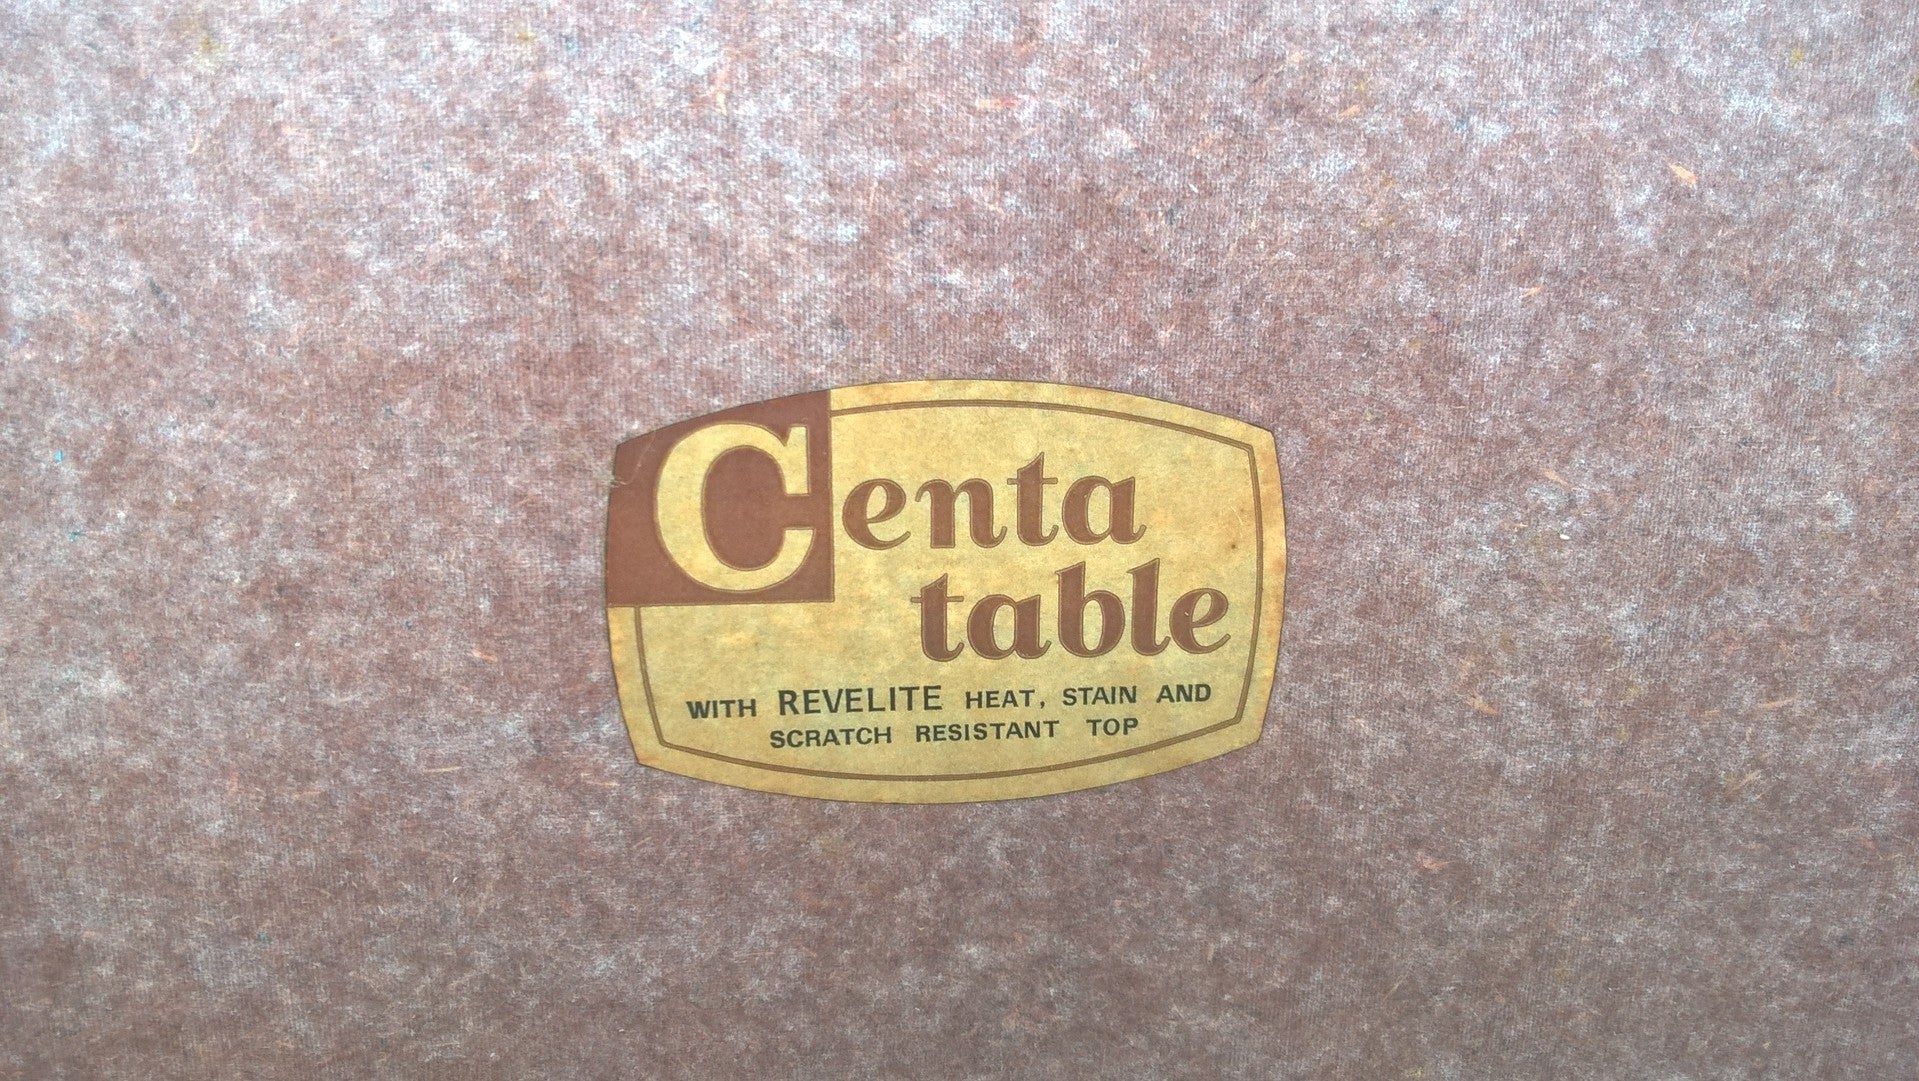 Centa
table
WITH REVELITE HEAT, STAIN AND
SCRATCH RESISTANT TOP